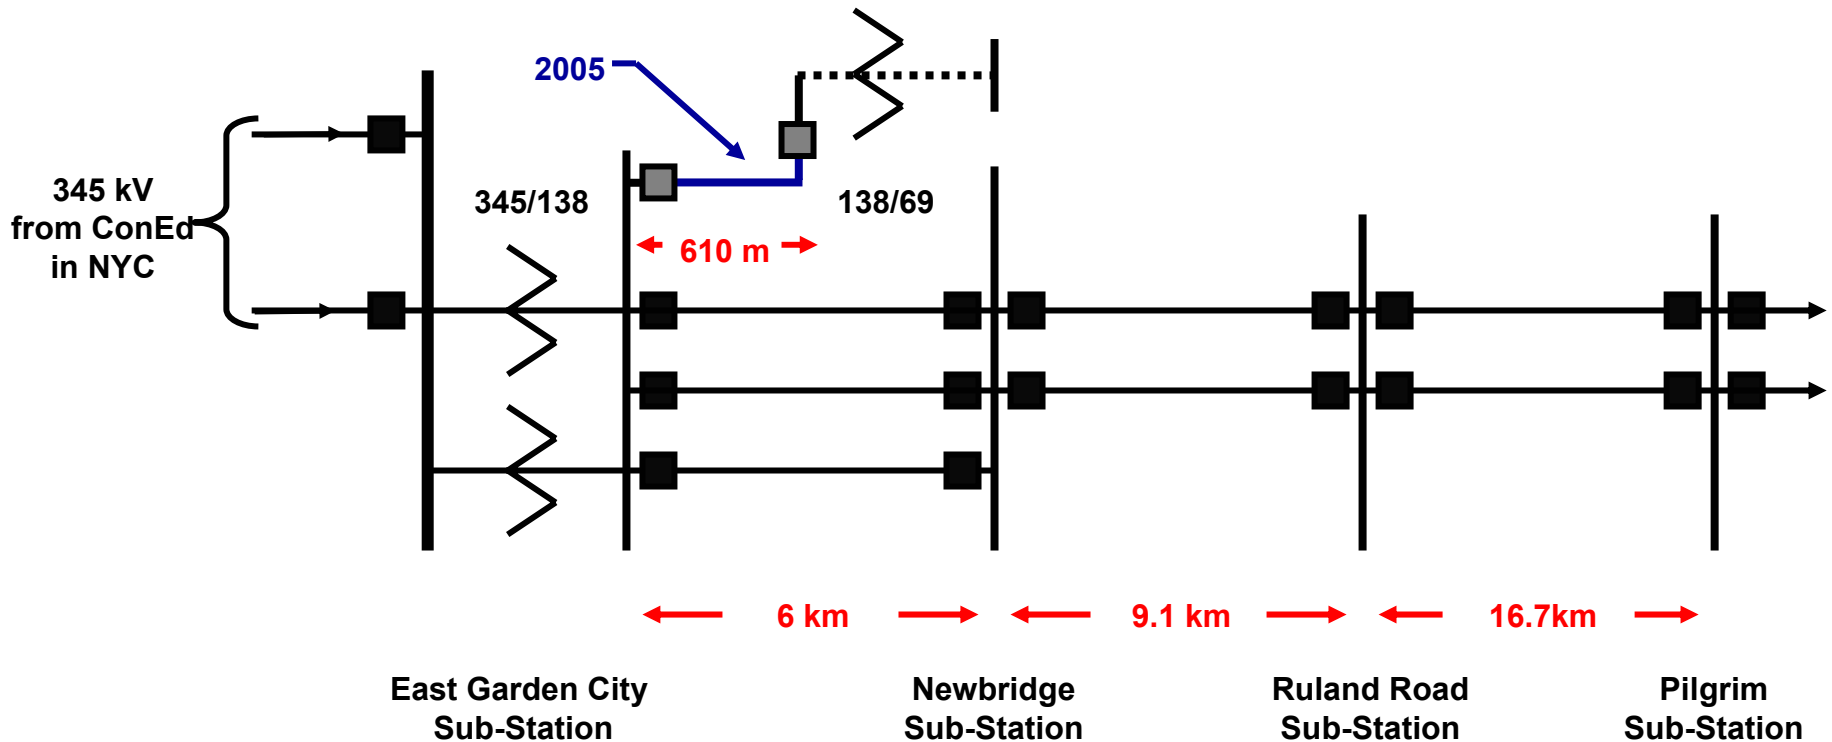 2005
345 kV
from ConEd
in NYC
345/138
138/69
610 m
6 km
9.1 km
16.7km
East Garden City
Sub-Station
Newbridge
Sub-Station
Ruland Road
Sub-Station
Pilgrim
Sub-Station